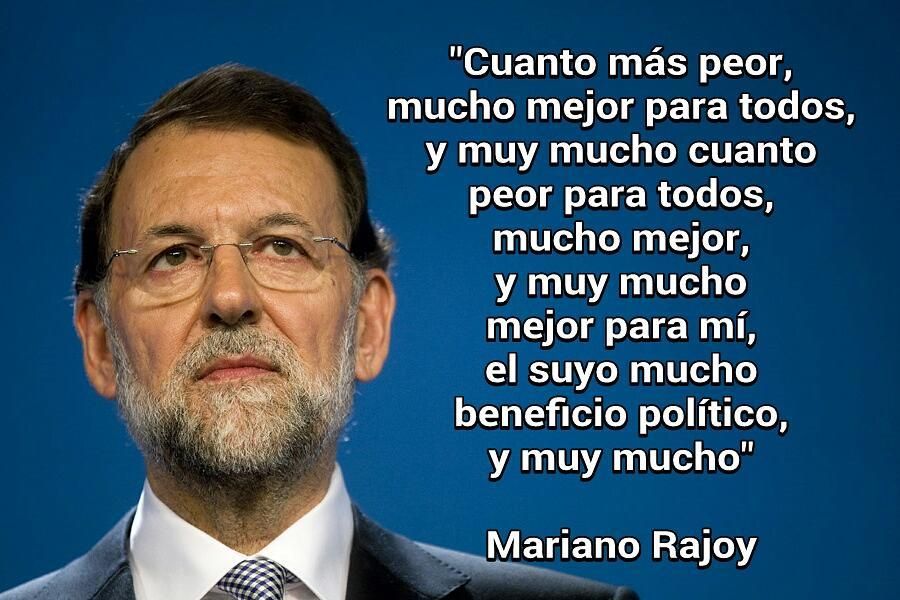 "Cuanto más peor,
mucho mejor para todos,
y muy mucho cuanto
peor para todos,
mucho mejor,
y muy mucho
mejor para mí,
el suyo mucho
beneficio político,
y muy mucho"
Mariano Rajoy